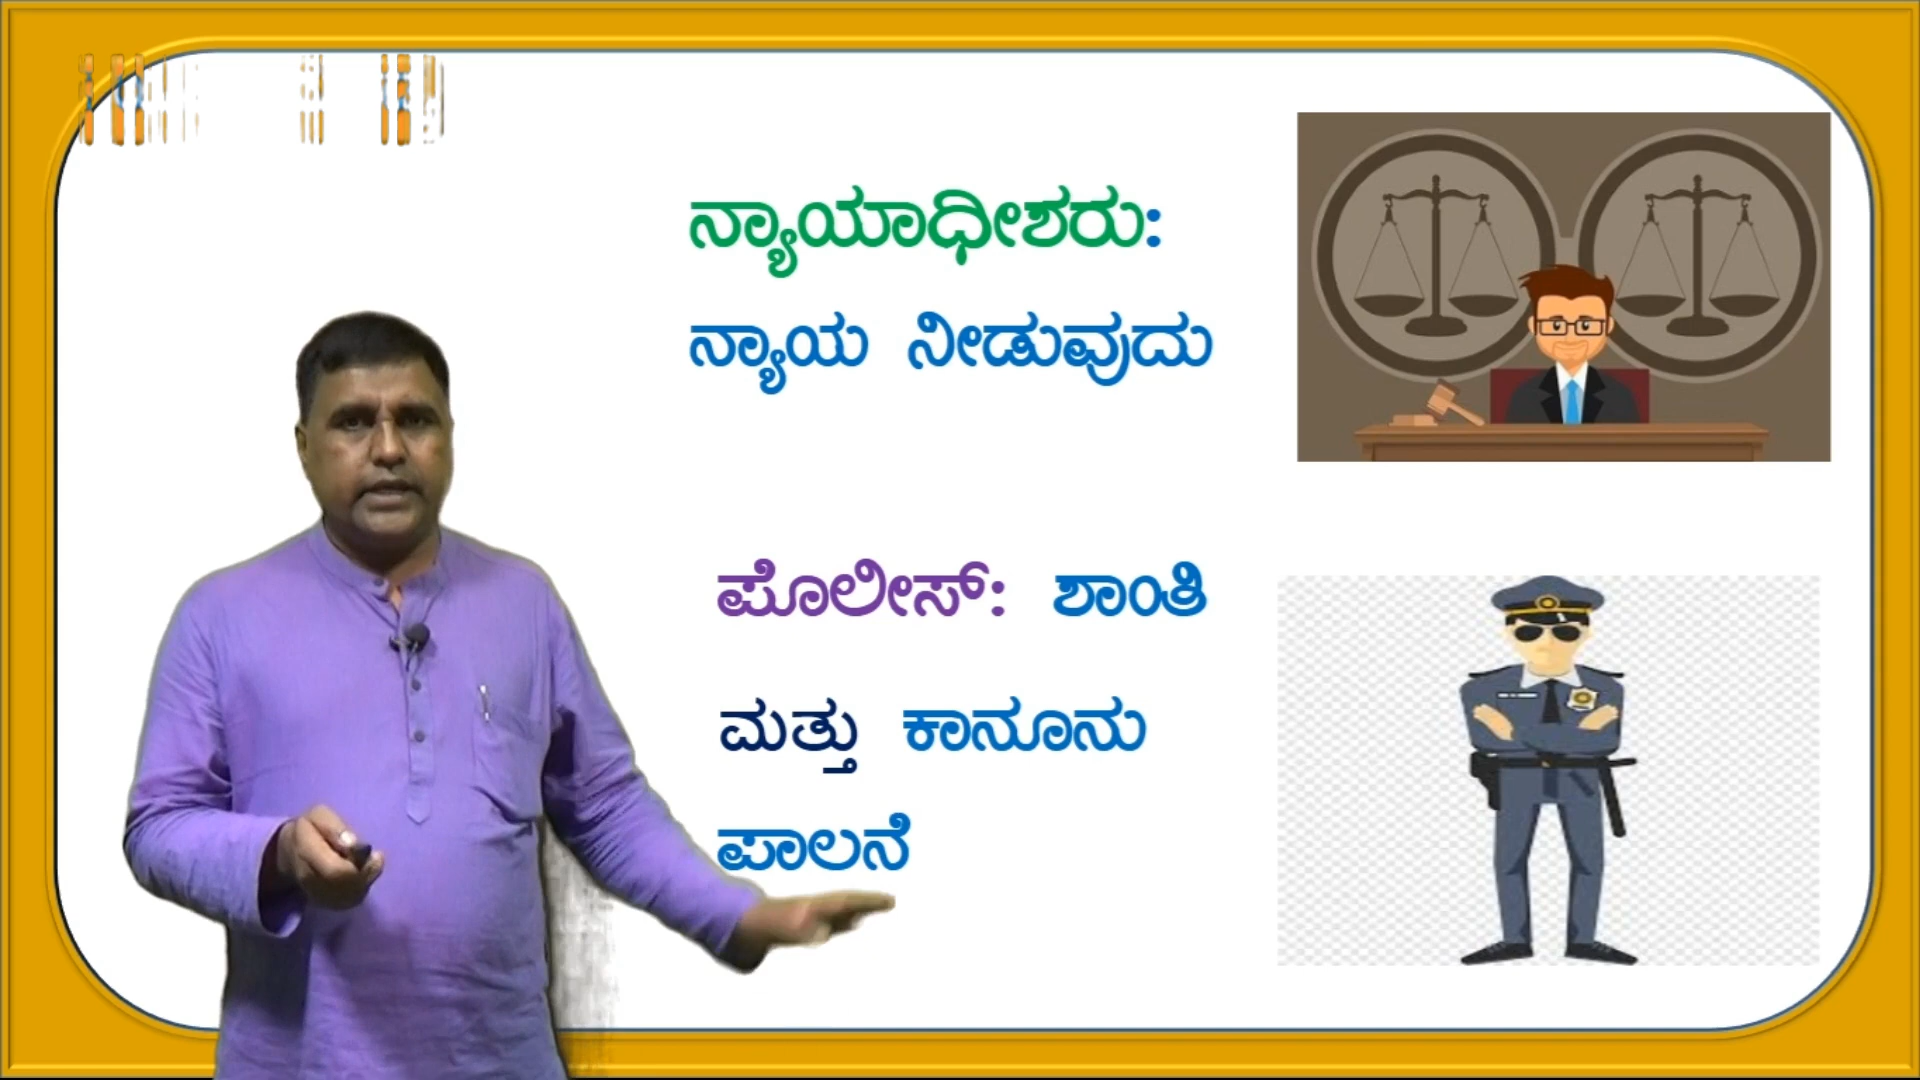 ನ್ಯಾಯಾಧೀಶರು:
ನ್ಯಾಯ ನೀಡುವುದು
ಪೊಲೀಸ್: ಶಾಂತಿ
ಮತ್ತು ಕಾನೂನು
ಪಾಲನೆ